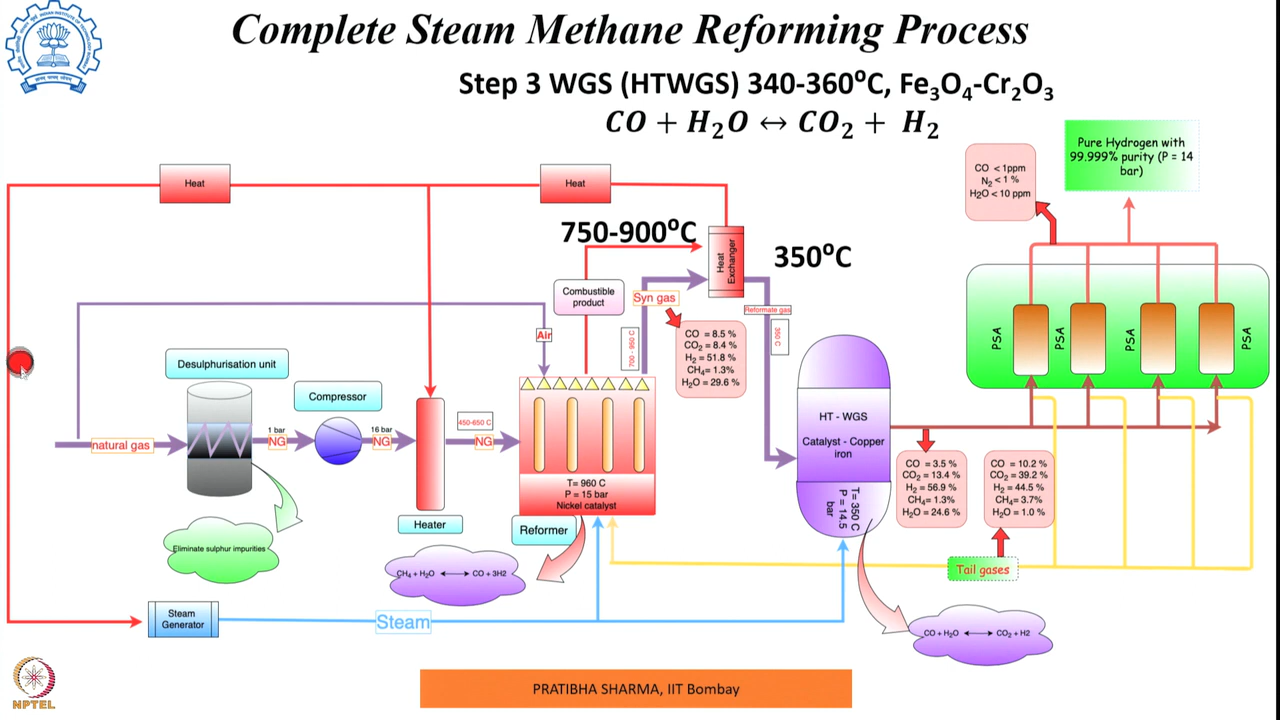 Complete Steam Methane Reforming Process
Step 3 WGS (HTWGS) 340-360⁰C, Fe₃O₄-Cr₂O₃
CO + H₂O ↔ CO₂ + H₂
Heat
Heat
750-900⁰C
Heat
Exchanger
350⁰C
CO < 1ppm
N₂ < 1 %
H₂O < 10 ppm
Pure Hydrogen with
99.999% purity (P = 14
bar)
Combustible
product
Syn gas
Reformate gas
350 C
700 - 950 C
Air
CO = 8.5 %
CO₂ = 8.4 %
H₂ = 51.8 %
CH₄= 1.3%
H₂O = 29.6 %
PSA
PSA
PSA
PSA
Desulphurisation unit
Compressor
natural gas
1 bar
NG
16 bar
NG
450-650 C
NG
HT - WGS
Catalyst - Copper
iron
T= 350 C
P = 14.5
bar
T= 960 C
P = 15 bar
Nickel catalyst
Heater
Reformer
CO = 3.5 %
CO₂ = 13.4 %
H₂ = 56.9 %
CH₄= 1.3%
H₂O = 24.6 %
CO = 10.2 %
CO₂ = 39.2 %
H₂ = 44.5 %
CH₄= 3.7%
H₂O = 1.0 %
Eliminate sulphur impurities
CH₄ + H₂O ⟷ CO + 3H2
Tail gases
Steam
Generator
Steam
CO + H₂O ⟷ CO₂ + H2
NPTEL
PRATIBHA SHARMA, IIT Bombay